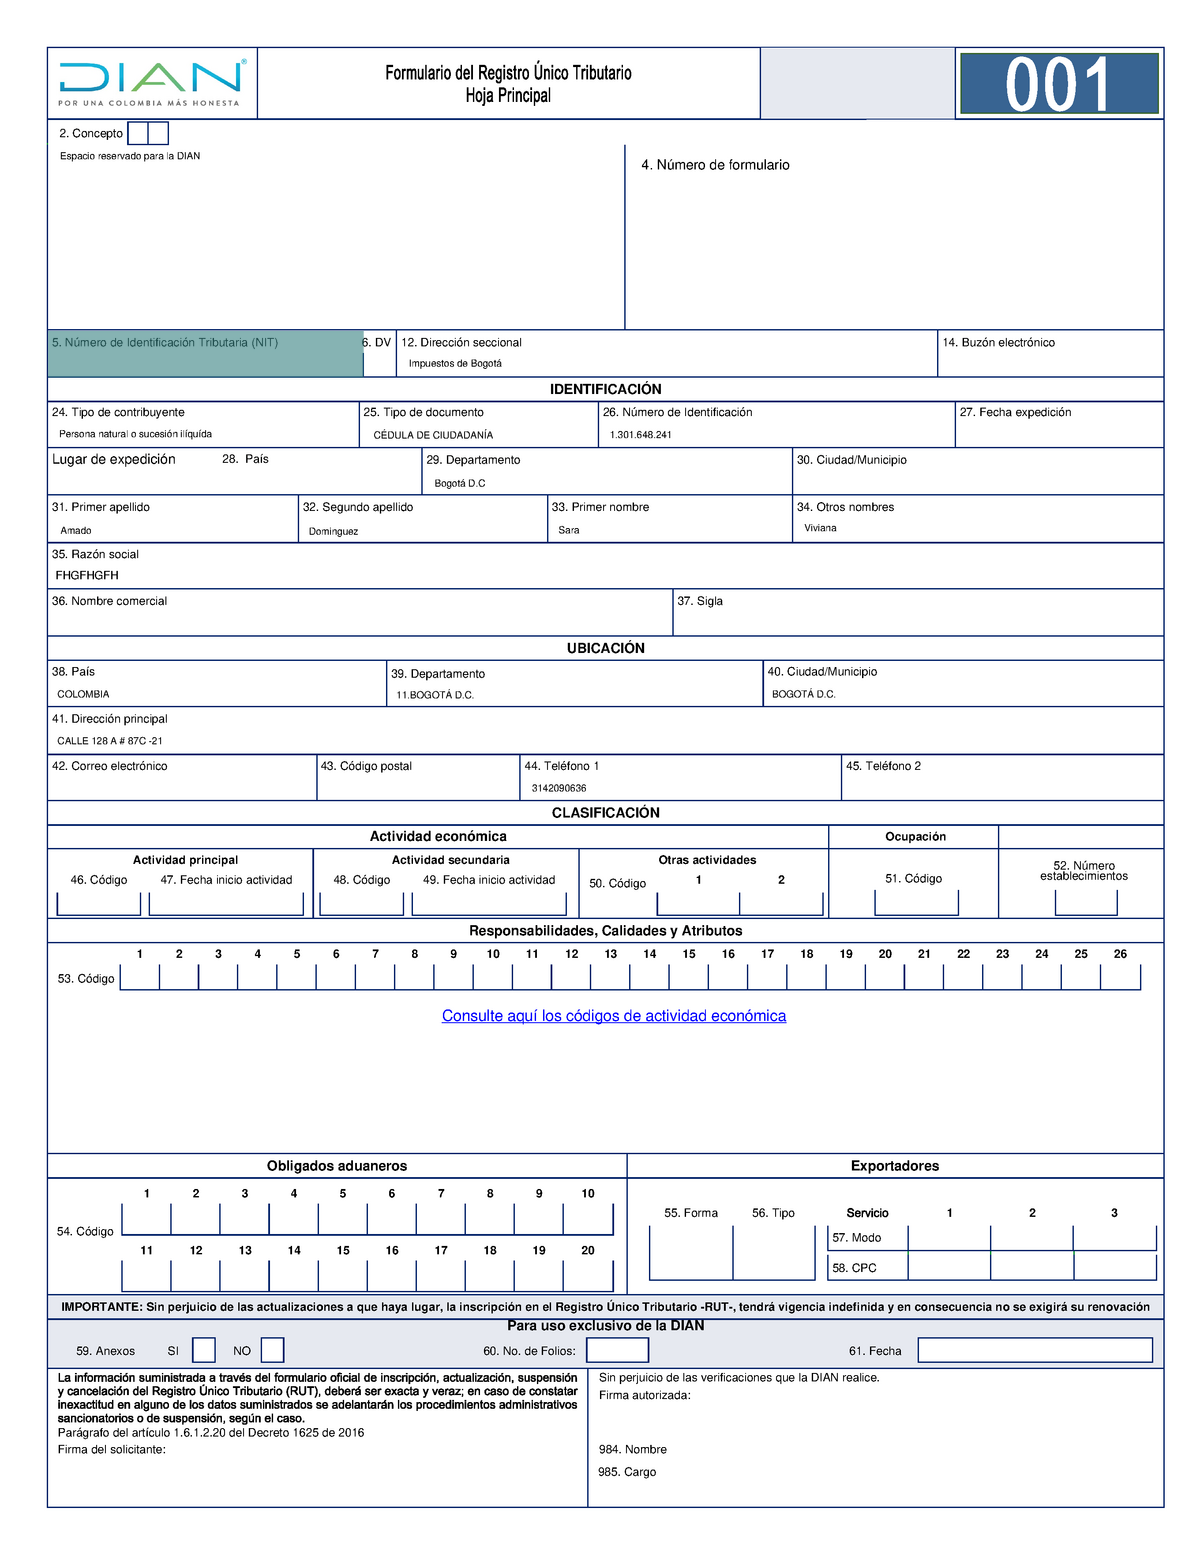 DIAN®
POR UNA COLOMBIA MÁS HONESTA
Formulario del Registro Único Tributario
Hoja Principal
001
2. Concepto
Espacio reservado para la DIAN
4. Número de formulario
5. Número de Identificación Tributaria (NIT)
6. DV
12. Dirección seccional
14. Buzón electrónico
Impuestos de Bogotá
IDENTIFICACIÓN
24. Tipo de contribuyente
25. Tipo de documento
26. Número de Identificación
27. Fecha expedición
Persona natural o sucesión ilíquída
CÉDULA DE CIUDADANÍA
1.301.648.241
Lugar de expedición
28. País
29. Departamento
30. Ciudad/Municipio
Bogotá D.C
31. Primer apellido
32. Segundo apellido
33. Primer nombre
34. Otros nombres
Amado
Dominguez
Sara
Viviana
35. Razón social
FHGFHGFH
36. Nombre comercial
37. Sigla
UBICACIÓN
38. País
39. Departamento
40. Ciudad/Municipio
COLOMBIA
11.BOGOTÁ D.C.
BOGOTÁ D.C.
41. Dirección principal
CALLE 128 A # 87C -21
42. Correo electrónico
43. Código postal
44. Teléfono 1
45. Teléfono 2
3142090636
CLASIFICACIÓN
Actividad económica
Ocupación
Actividad principal
Actividad secundaria
Otras actividades
52. Número
establecimientos
46. Código
47. Fecha inicio actividad
48. Código
49. Fecha inicio actividad
50. Código
1
2
51. Código
Responsabilidades, Calidades y Atributos
1 2 3 4 5 6 7 8 9 10 11 12 13 14 15 16 17 18 19 20 21 22 23 24 25 26
53. Código
Consulte aquí los códigos de actividad económica
Obligados aduaneros
Exportadores
1 2 3 4 5 6 7 8 9 10
54. Código
11 12 13 14 15 16 17 18 19 20
55. Forma
56. Tipo
Servicio
1
2
3
57. Modo
58. CPC
IMPORTANTE: Sin perjuicio de las actualizaciones a que haya lugar, la inscripción en el Registro Único Tributario -RUT-, tendrá vigencia indefinida y en consecuencia no se exigirá su renovación
Para uso exclusivo de la DIAN
59. Anexos
SI
NO
60. No. de Folios:
61. Fecha
La información suministrada a través del formulario oficial de inscripción, actualización, suspensión
y cancelación del Registro Único Tributario (RUT), deberá ser exacta y veraz; en caso de constatar
inexactitud en alguno de los datos suministrados se adelantarán los procedimientos administrativos
sancionatorios o de suspensión, según el caso.
Parágrafo del artículo 1.6.1.2.20 del Decreto 1625 de 2016
Firma del solicitante:
Sin perjuicio de las verificaciones que la DIAN realice.
Firma autorizada:
984. Nombre
985. Cargo